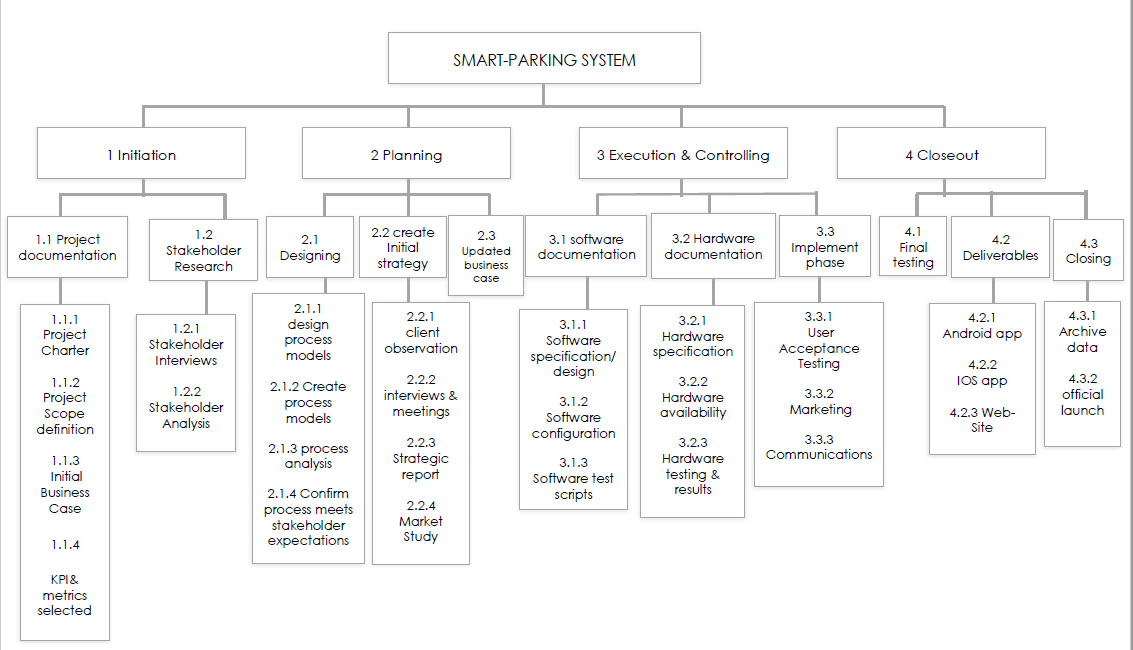 SMART-PARKING SYSTEM
1 Initiation
2 Planning
3 Execution & Controlling
4 Closeout
1.1 Project
documentation
1.2
Stakeholder
Research
2.1
Designing
2.2 create
Initial
strategy
2.3
Updated
business
case
3.1 software
documentation
3.2 Hardware
documentation
3.3
Implement
phase
4.1
Final
testing
4.2
Deliverables
4.3
Closing
1.1.1
Project
Charter
1.1.2
Project
Scope
definition
1.1.3
Initial
Business
Case
1.1.4
KPI&
metrics
selected
1.2.1
Stakeholder
Interviews
1.2.2
Stakeholder
Analysis
2.1.1
design
process
models
2.1.2 Create
process
models
2.1.3 process
analysis
2.1.4 Confirm
process meets
stakeholder
expectations
2.2.1
client
observation
2.2.2
interviews &
meetings
2.2.3
Strategic
report
2.2.4
Market
Study
3.1.1
Software
specification/
design
3.1.2
Software
configuration
3.1.3
Software test
scripts
3.2.1
Hardware
specification
3.2.2
Hardware
availability
3.2.3
Hardware
testing &
results
3.3.1
User
Acceptance
Testing
3.3.2
Marketing
3.3.3
Communications
4.2.1
Android app
4.2.2
IOS app
4.2.3 Web-
Site
4.3.1
Archive
data
4.3.2
official
launch